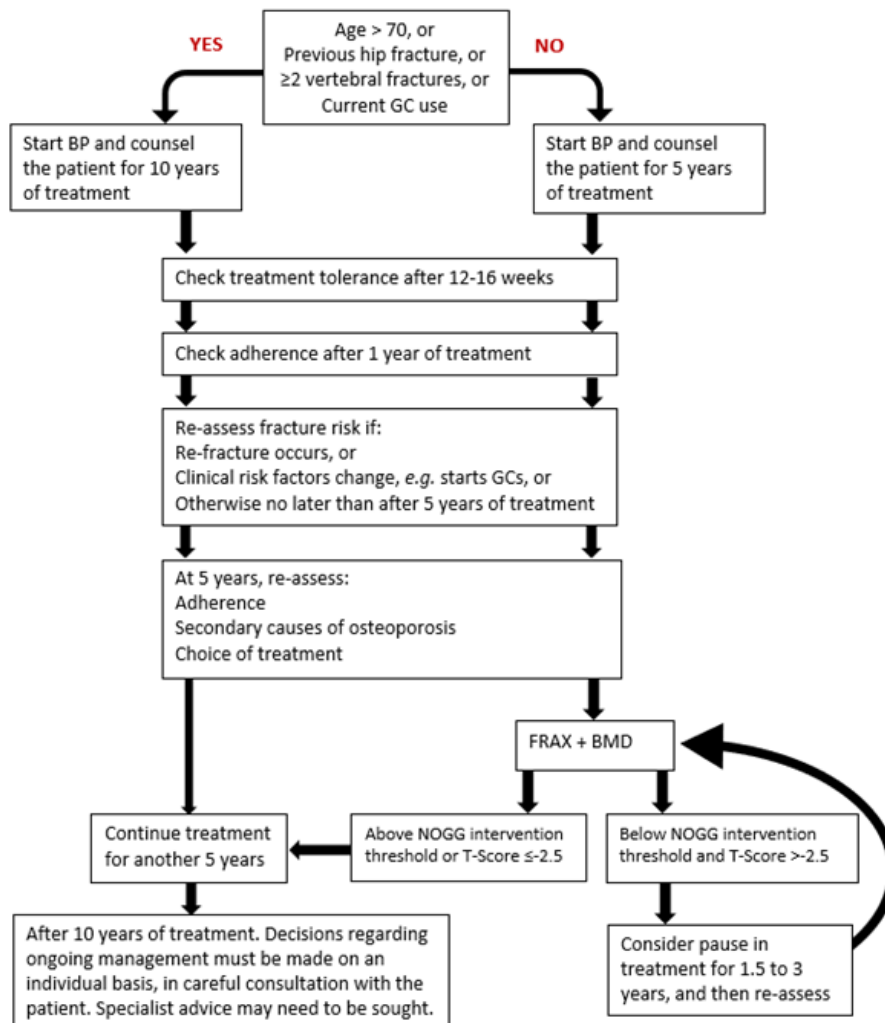 Age > 70, or
Previous hip fracture, or
≥2 vertebral fractures, or
Current GC use
YES
NO
Start BP and counsel
the patient for 10 years
of treatment
Start BP and counsel
the patient for 5 years
of treatment
Check treatment tolerance after 12-16 weeks
Check adherence after 1 year of treatment
Re-assess fracture risk if:
Re-fracture occurs, or
Clinical risk factors change, e.g. starts GCs, or
Otherwise no later than after 5 years of treatment
At 5 years, re-assess:
Adherence
Secondary causes of osteoporosis
Choice of treatment
FRAX + BMD
Continue treatment
for another 5 years
Above NOGG intervention
threshold or T-Score ≤-2.5
Below NOGG intervention
threshold and T-Score >-2.5
After 10 years of treatment. Decisions regarding
ongoing management must be made on an
individual basis, in careful consultation with the
patient. Specialist advice may need to be sought.
Consider pause in
treatment for 1.5 to 3
years, and then re-assess